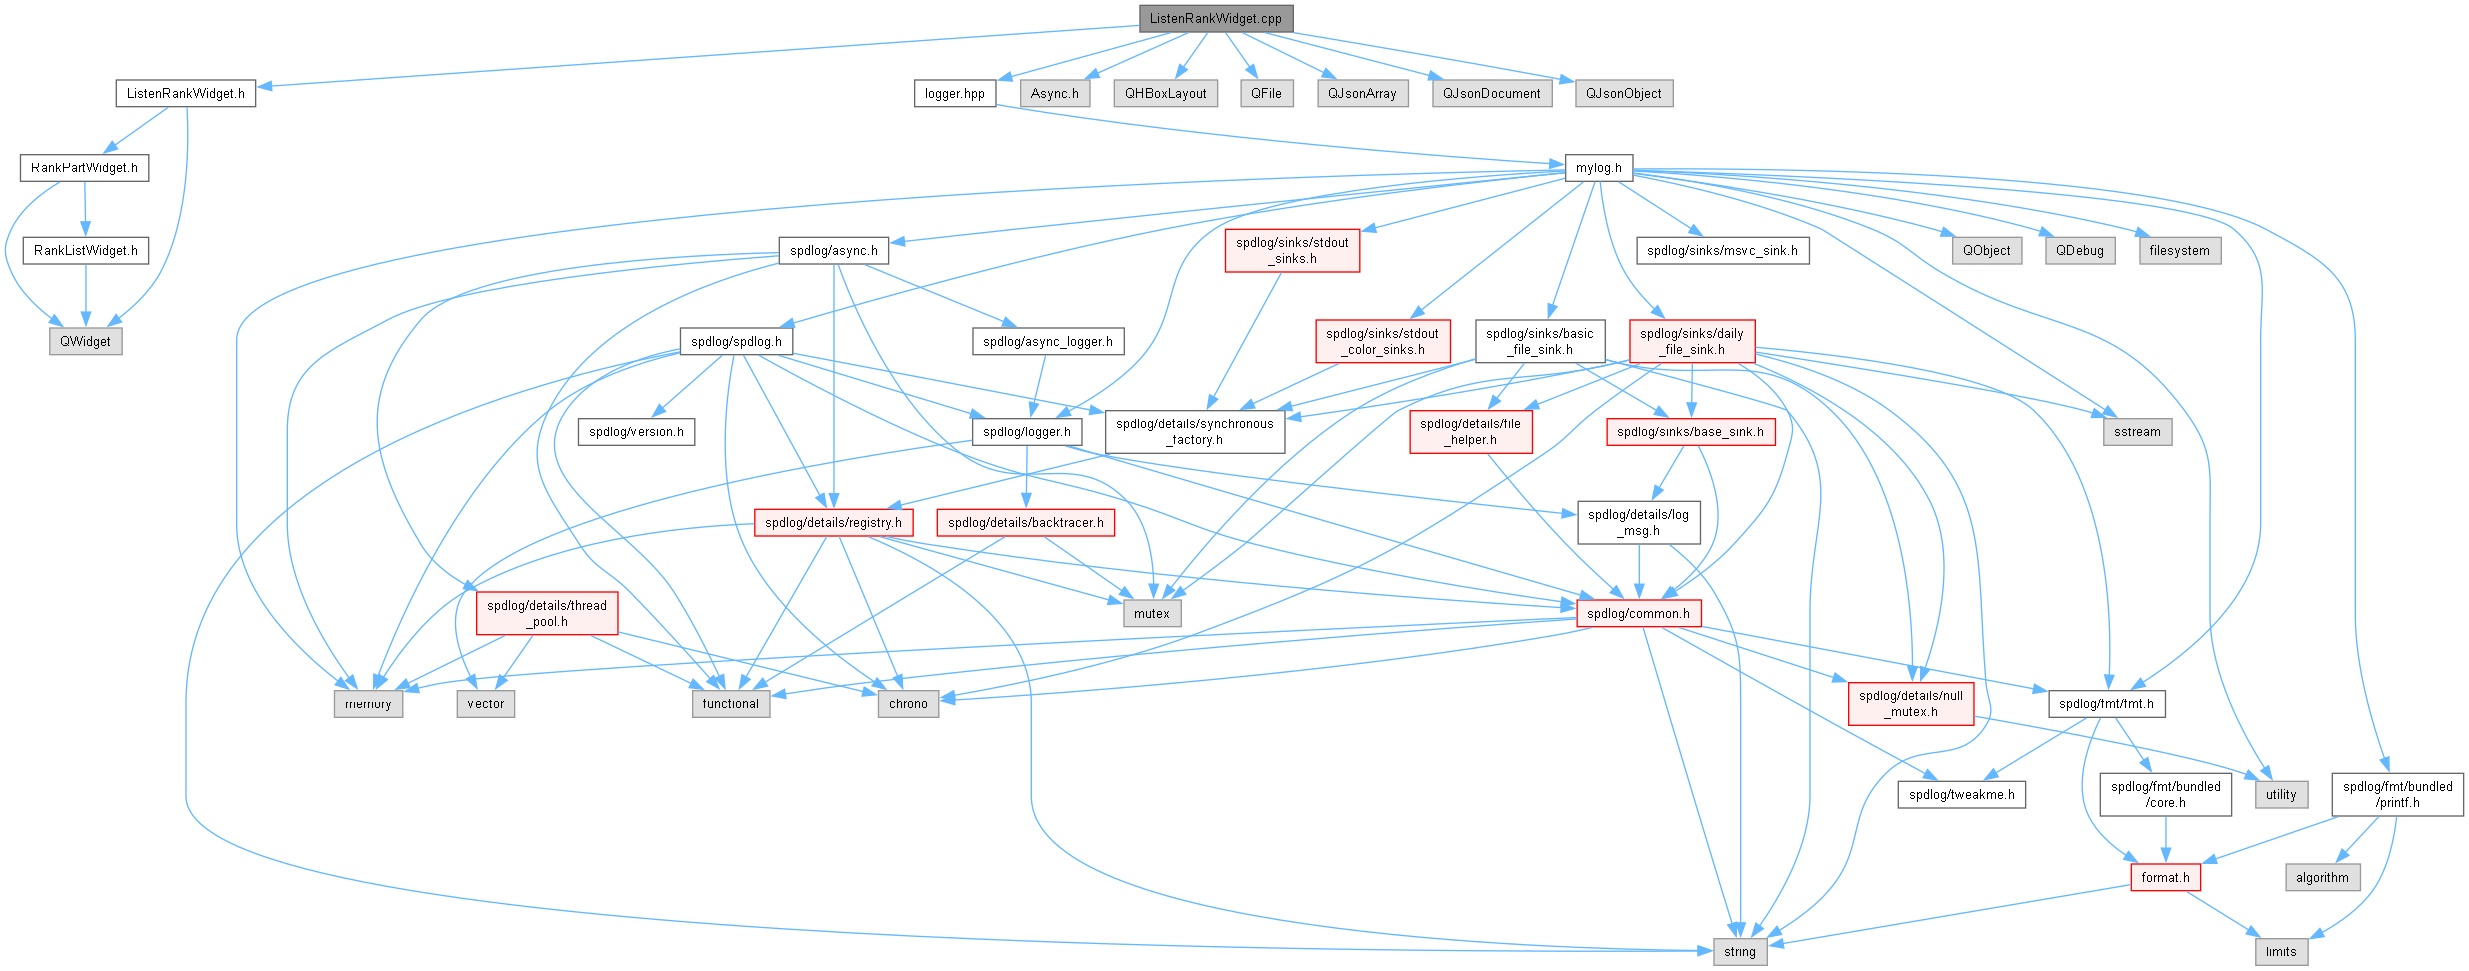 ListenRankWidget.cpp
ListenRankWidget.h
logger.hpp
Async.h
QHBoxLayout
QFile
QJsonArray
QJsonDocument
QJsonObject
RankPartWidget.h
mylog.h
RankListWidget.h
spdlog/async.h
spdlog/sinks/stdout
_sinks.h
spdlog/sinks/msvc_sink.h
QObject
QDebug
filesystem
QWidget
spdlog/spdlog.h
spdlog/async_logger.h
spdlog/sinks/stdout
_color_sinks.h
spdlog/sinks/basic
_file_sink.h
spdlog/sinks/daily
_file_sink.h
spdlog/version.h
spdlog/logger.h
spdlog/details/synchronous
_factory.h
spdlog/details/file
_helper.h
spdlog/sinks/base_sink.h
sstream
spdlog/details/registry.h
spdlog/details/backtracer.h
spdlog/details/log
_msg.h
spdlog/details/thread
_pool.h
mutex
spdlog/common.h
memory
vector
functional
chrono
spdlog/details/null
_mutex.h
spdlog/fmt/fmt.h
spdlog/tweakme.h
spdlog/fmt/bundled
/core.h
utility
spdlog/fmt/bundled
/printf.h
format.h
algorithm
string
limits